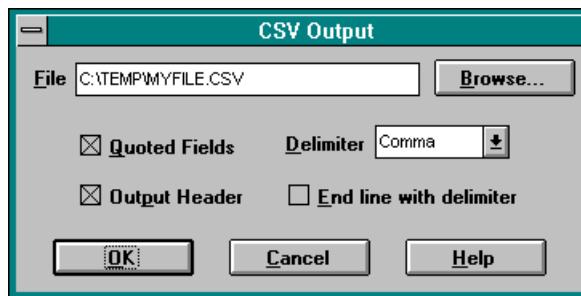 CSV Output
File C:\TEMP\MYFILE.CSV Browse...
Quoted Fields Delimiter Comma
Output Header End line with delimiter
OK Cancel Help